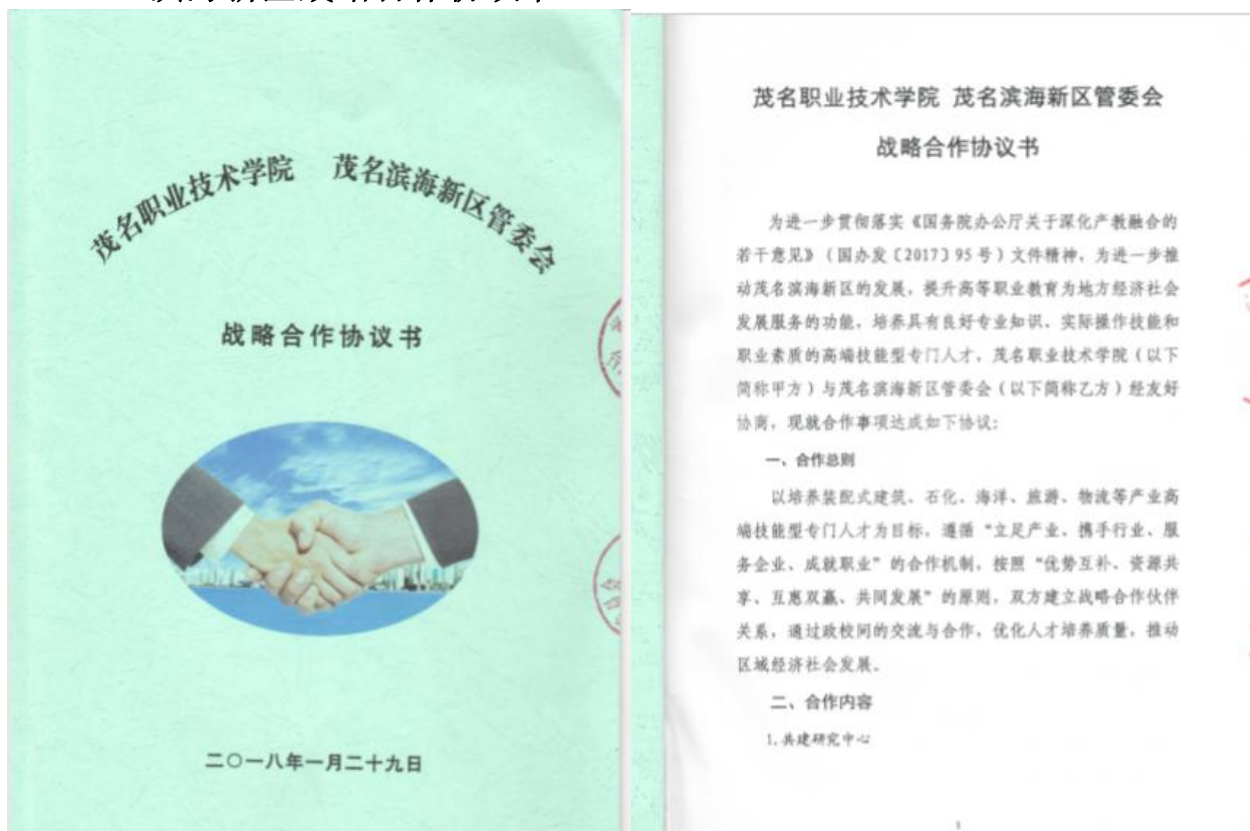 茂名职业技术学院 茂名滨海新区管委会
战略合作协议书
二〇一八年一月二十九日
茂名职业技术学院 茂名滨海新区管委会
战略合作协议书
为进一步贯彻落实《国务院办公厅关于深化产教融合的
若干意见》（国办发〔2017〕95号）文件精神，为进一步推
动茂名滨海新区的发展，提升高等职业教育为地方经济社会
发展服务的功能，培养具有良好专业知识、实际操作技能和
职业素质的高端技能型专门人才，茂名职业技术学院（以下
简称甲方）与茂名滨海新区管委会（以下简称乙方）经友好
协商，现就合作事项达成如下协议：
一、合作总则
以培养装配式建筑、石化、海洋、旅游、物流等产业高
端技能型专门人才为目标，遵循“立足产业、携手行业、服
务企业、成就职业”的合作机制，按照“优势互补、资源共
享、互惠双赢、共同发展”的原则，双方建立战略合作伙伴
关系，通过政校间的交流与合作，优化人才培养质量，推动
区域经济社会发展。
二、合作内容
1.共建研究中心
1